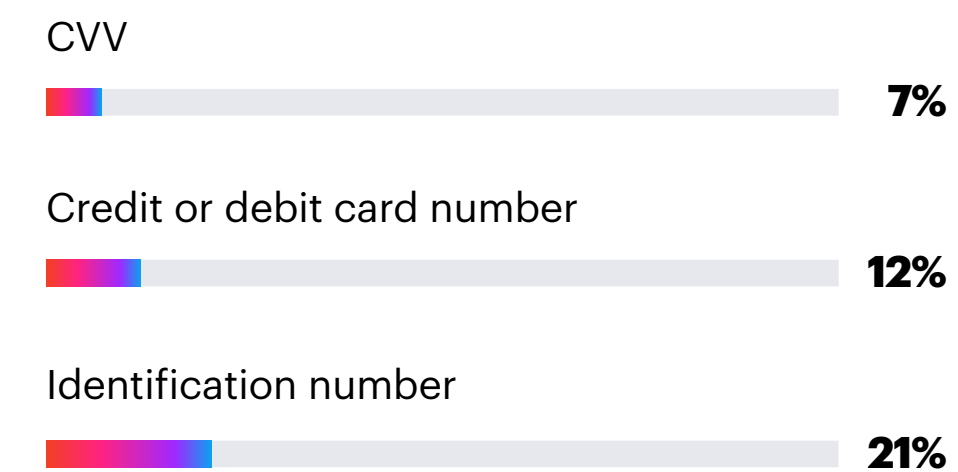 CVV
7%
Credit or debit card number
12%
Identification number
21%